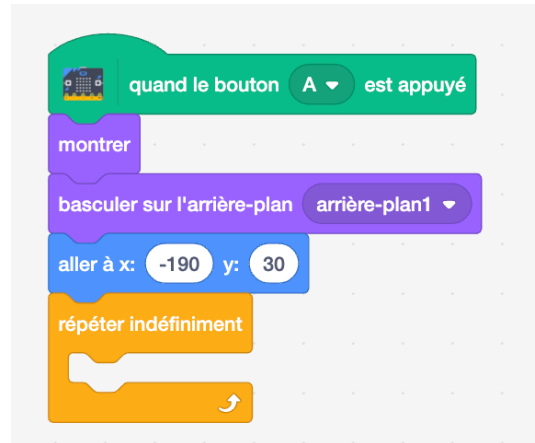 quand le bouton A est appuyé
montrer
basculer sur l'arrière-plan arrière-plan1
aller à x: -190 y: 30
répéter indéfiniment